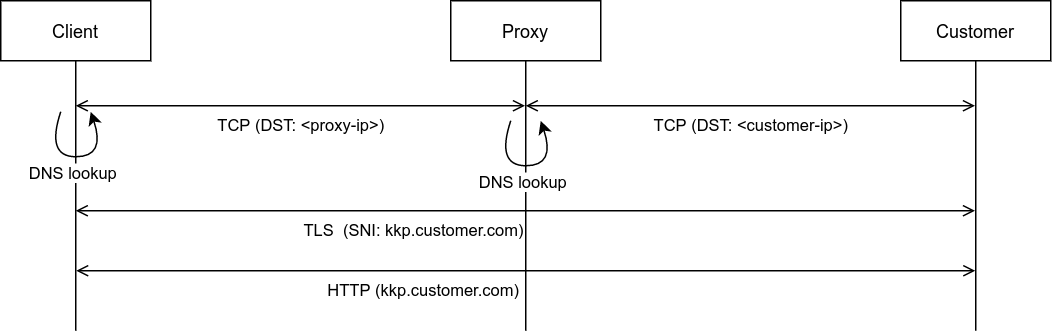 Client
Proxy
Customer
TCP (DST: <proxy-ip>)
TCP (DST: <customer-ip>)
DNS lookup
DNS lookup
TLS  (SNI: kkp.customer.com)
HTTP (kkp.customer.com)